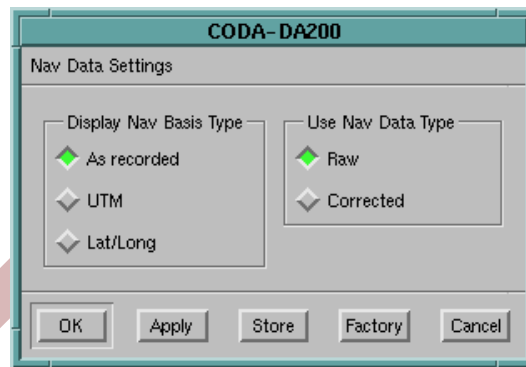 CODA-DA200
Nav Data Settings
Display Nav Basis Type
As recorded
UTM
Lat/Long
Use Nav Data Type
Raw
Corrected
OK Apply Store Factory Cancel